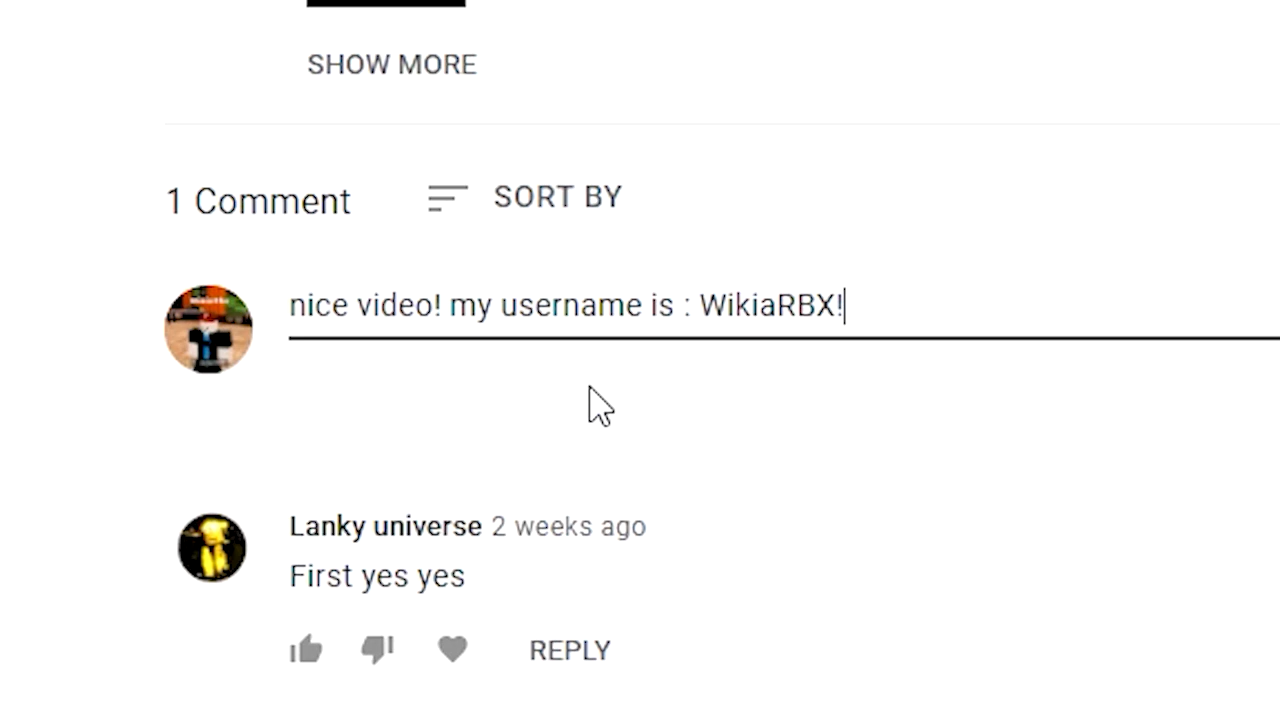 SHOW MORE
1 Comment
SORT BY
nice video! my username is : WikiaRBX!
Lanky universe 2 weeks ago
First yes yes
REPLY